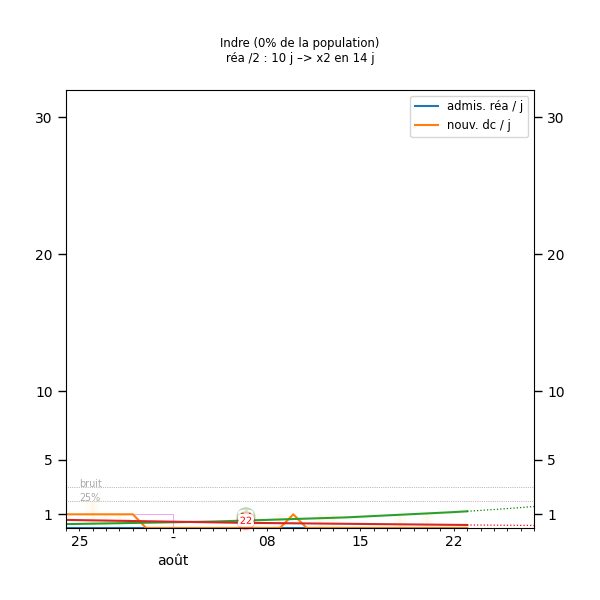 Indre (0% de la population)
réa /2 : 10 j –> x2 en 14 j
admis. réa / j
nouv. dc / j
30 30
20 20
10 10
5 5
bruit
25%
1 22 1
25 - 08 15 22
août